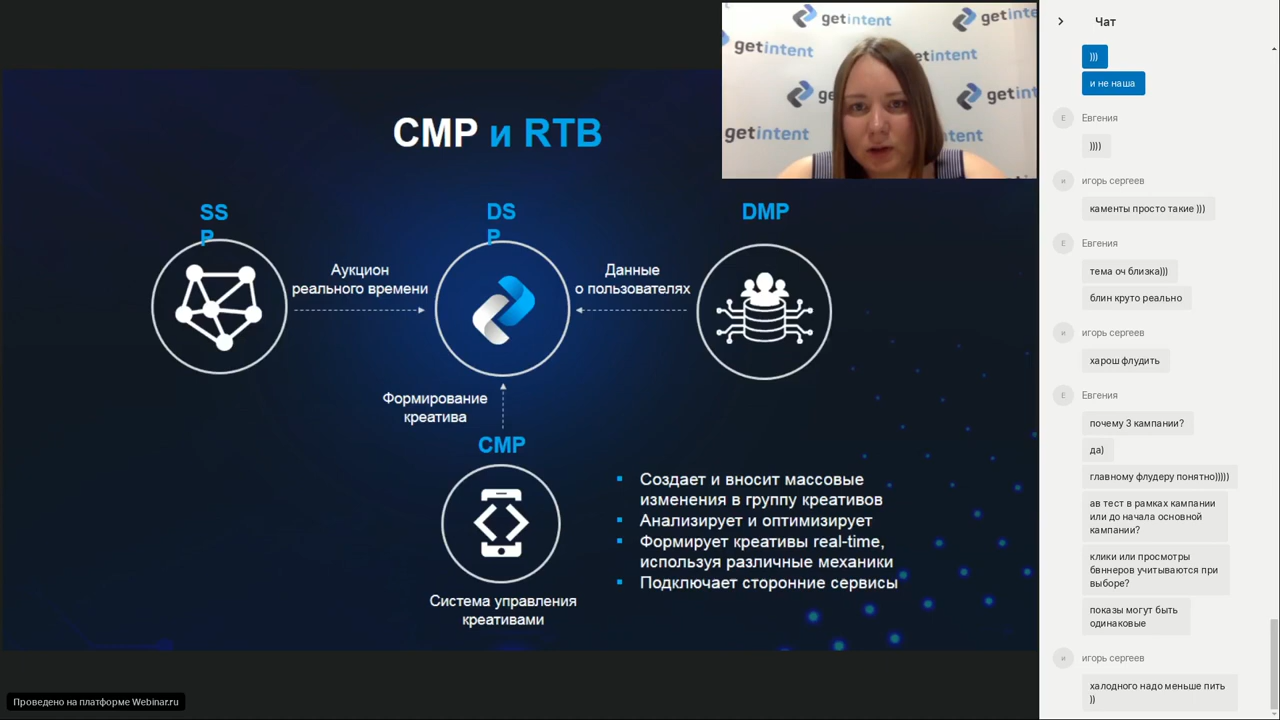 getintent
getinte
getintent
getintent
ge
getint
getintent
getintent
CMP и RTB
SS
P
DS
P
DMP
Аукцион
реального времени
Данные
о пользователях
Формирование
креатива
CMP
Создает и вносит массовые
изменения в группу креативов
Анализирует и оптимизирует
Формирует креативы real-time,
используя различные механики
Подключает сторонние сервисы
Система управления
креативами
Проведено на платформе Webinar.ru
Чат
)))
и не наша
Е
Евгения
))))
и
игорь сергеев
каменты просто такие )))
Е
Евгения
тема оч близка)))
блин круто реально
и
игорь сергеев
харош флудить
Е
Евгения
почему 3 кампании?
да)
главному флудеру понятно)))))
ав тест в рамках кампании
или до начала основной
кампании?
клики или просмотры
бвннеров учитываются при
выборе?
показы могут быть
одинаковые
и
игорь сергеев
халодного надо меньше пить
))